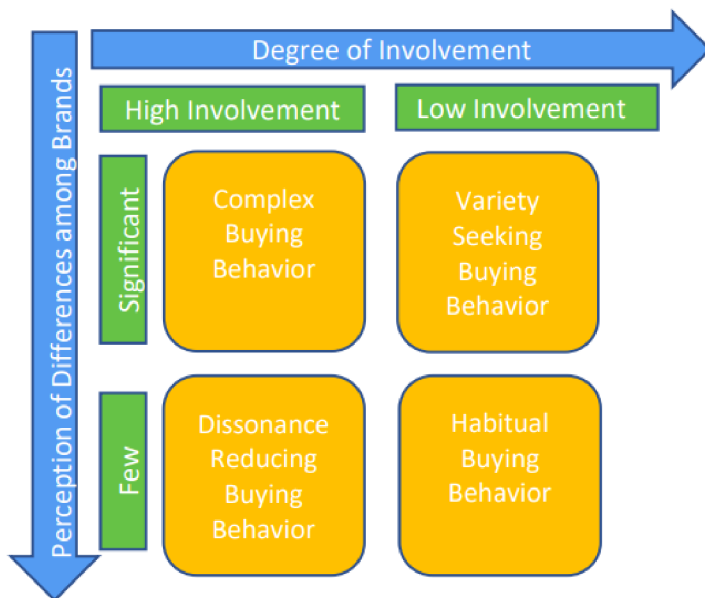 Degree of Involvement
High Involvement
Low Involvement
Perception of Differences among Brands
Significant
Complex
Buying
Behavior
Variety
Seeking
Buying
Behavior
Few
Dissonance
Reducing
Buying
Behavior
Habitual
Buying
Behavior